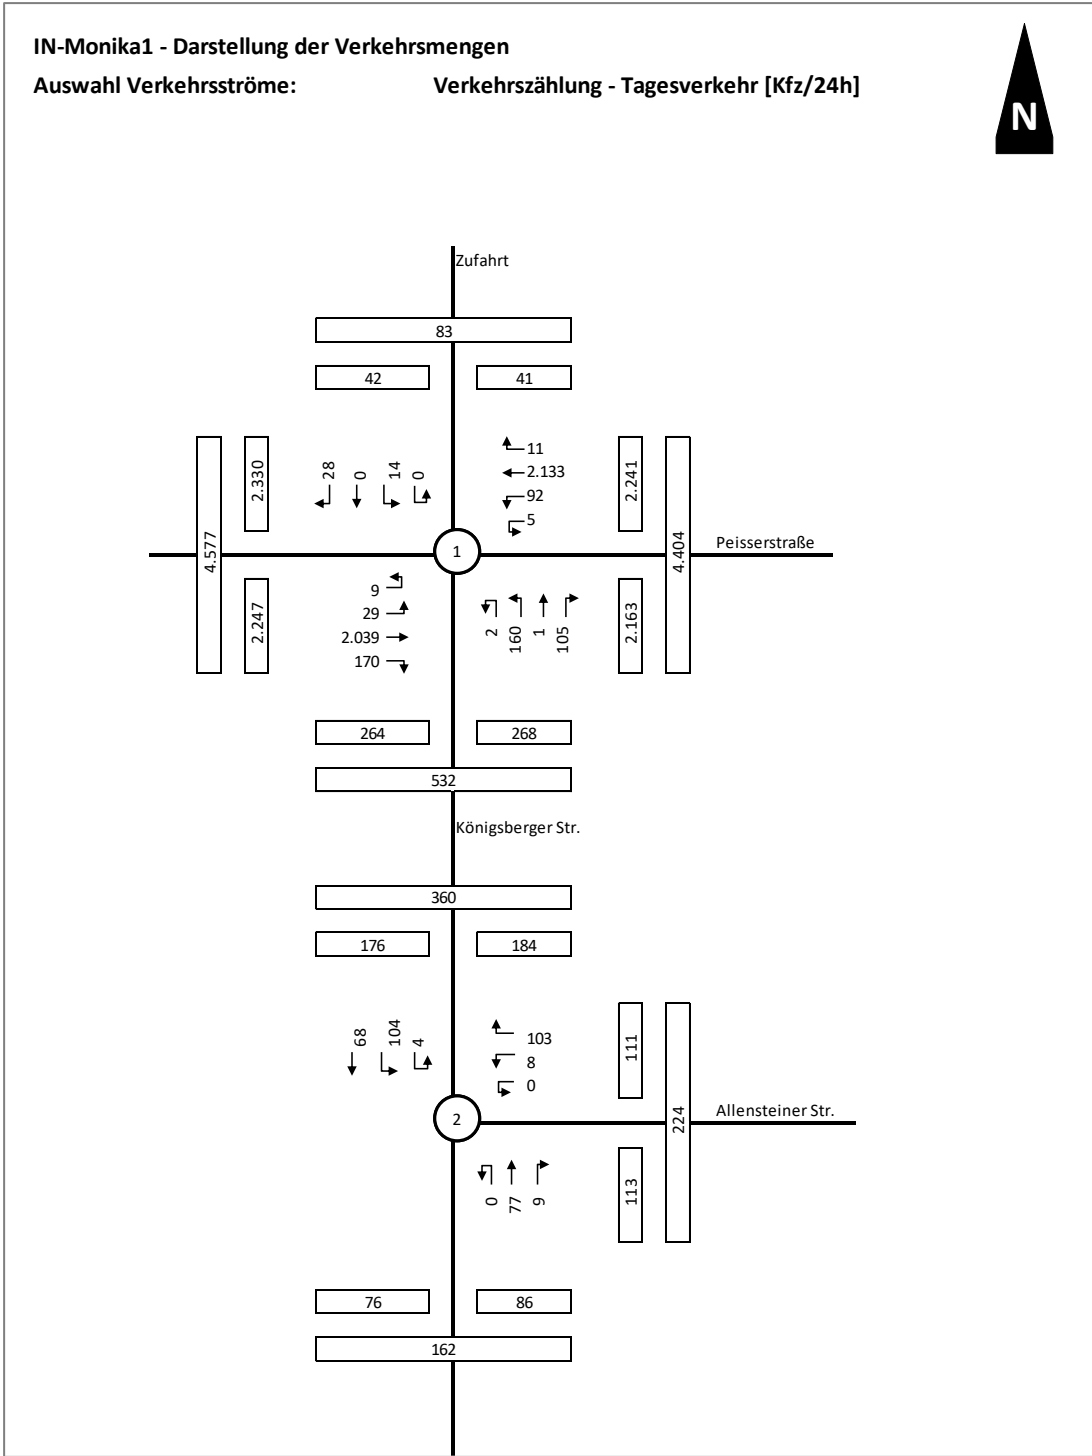 IN-Monika1 - Darstellung der Verkehrsmengen
Auswahl Verkehrsströme: Verkehrszählung - Tagesverkehr [Kfz/24h]
N
Zufahrt
83
42 41
28 0 14 0
11
2.133
92
5
2.330
4.577
2.247
2.241
4.404
2.163
Peisserstraße
1
9
29
2.039
170
2 160 1 105
264 268
532
Königsberger Str.
360
176 184
68 104 4
103
8
0
111
224
113
Allensteiner Str.
2
0 77 9
76 86
162